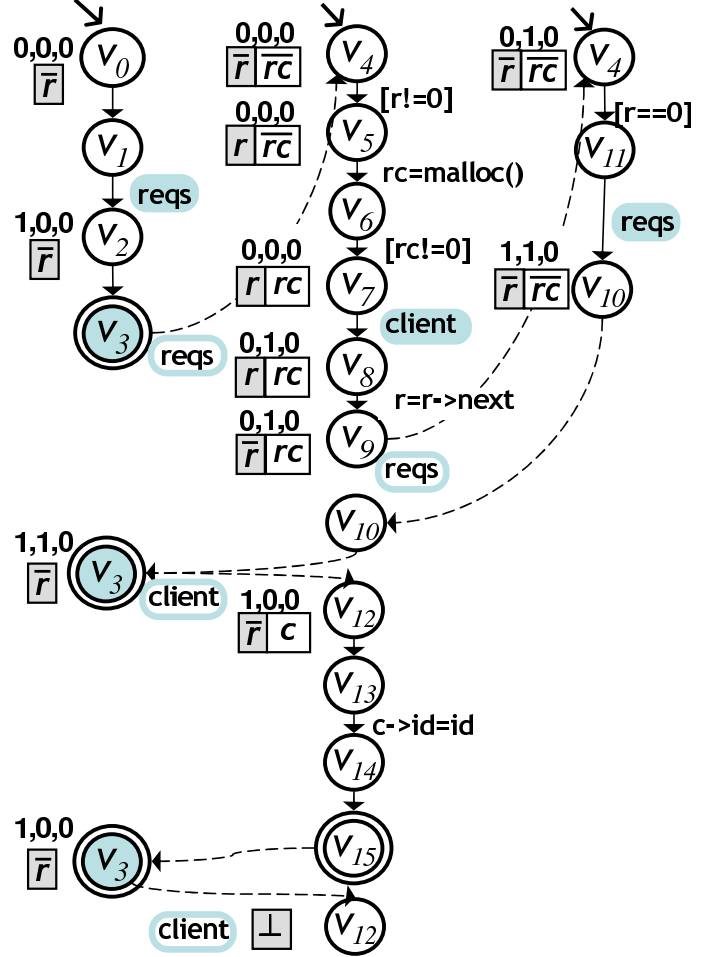 0,0,0
r̅
v0
v1
reqs
1,0,0
r̅
v2
v3
reqs
0,0,0
r̅ r̅c̅
v4
[r!=0]
0,0,0
r r̅c̅
v5
rc=malloc()
v6
[rc!=0]
0,0,0
r rc
v7
client
0,1,0
r rc
v8
r=r->next
0,1,0
r̅ rc
v9
reqs
0,1,0
r̅ r̅c̅
v4
[r==0]
v11
reqs
1,1,0
r̅ r̅c̅
v10
v10
1,1,0
r̅
v3
client
1,0,0
r̅ c
v12
v13
c->id=id
v14
v15
1,0,0
r̅
v3
client
⊥
v12